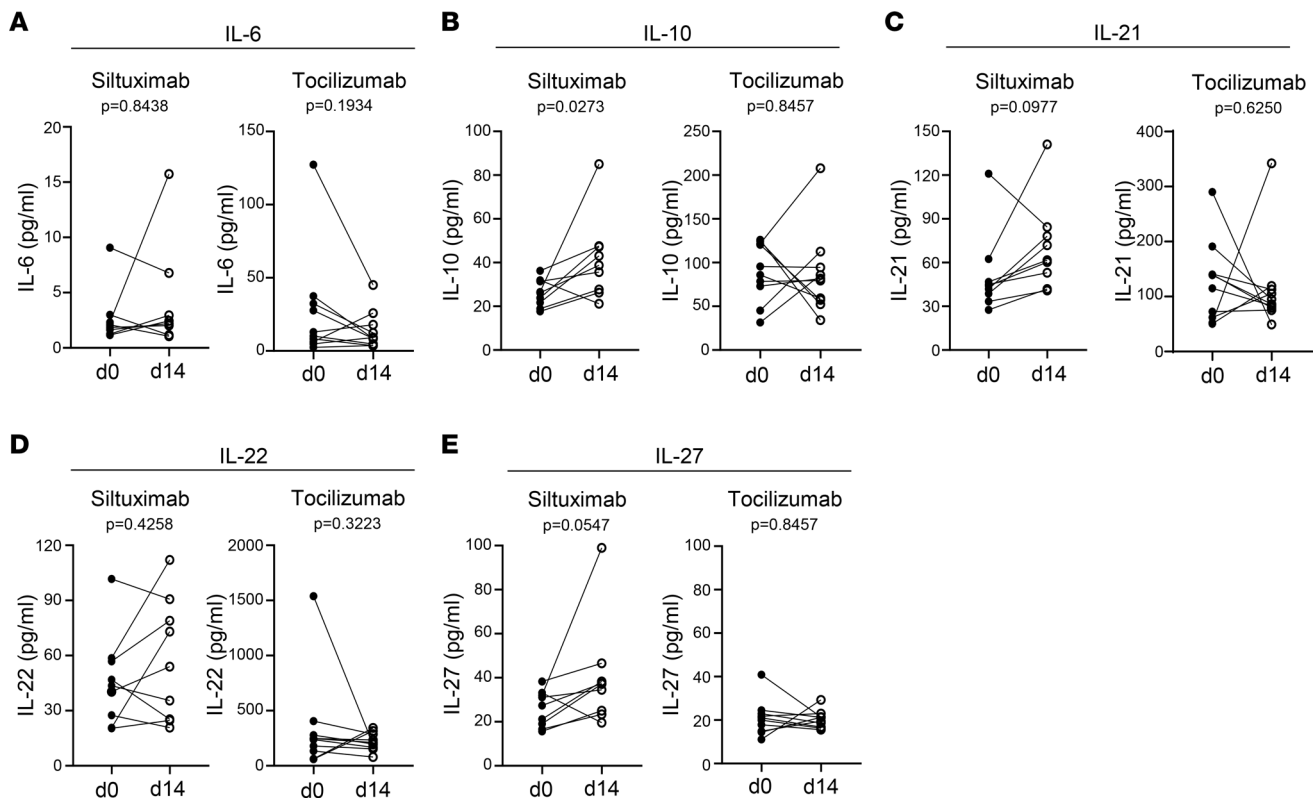 A
IL-6
Siltuximab
p=0.8438
IL-6 (pg/ml)
20
15
10
5
0
d0 d14
Tocilizumab
p=0.1934
IL-6 (pg/ml)
150
100
50
0
d0 d14
B
IL-10
Siltuximab
p=0.0273
IL-10 (pg/ml)
100
80
60
40
20
0
d0 d14
Tocilizumab
p=0.8457
IL-10 (pg/ml)
250
200
150
100
50
0
d0 d14
C
IL-21
Siltuximab
p=0.0977
IL-21 (pg/ml)
150
120
90
60
30
0
d0 d14
Tocilizumab
p=0.6250
IL-21 (pg/ml)
400
300
200
100
0
d0 d14
D
IL-22
Siltuximab
p=0.4258
IL-22 (pg/ml)
120
90
60
30
0
d0 d14
Tocilizumab
p=0.3223
IL-22 (pg/ml)
2000
1500
1000
500
0
d0 d14
E
IL-27
Siltuximab
p=0.0547
IL-27 (pg/ml)
100
80
60
40
20
0
d0 d14
Tocilizumab
p=0.8457
IL-27 (pg/ml)
100
80
60
40
20
0
d0 d14